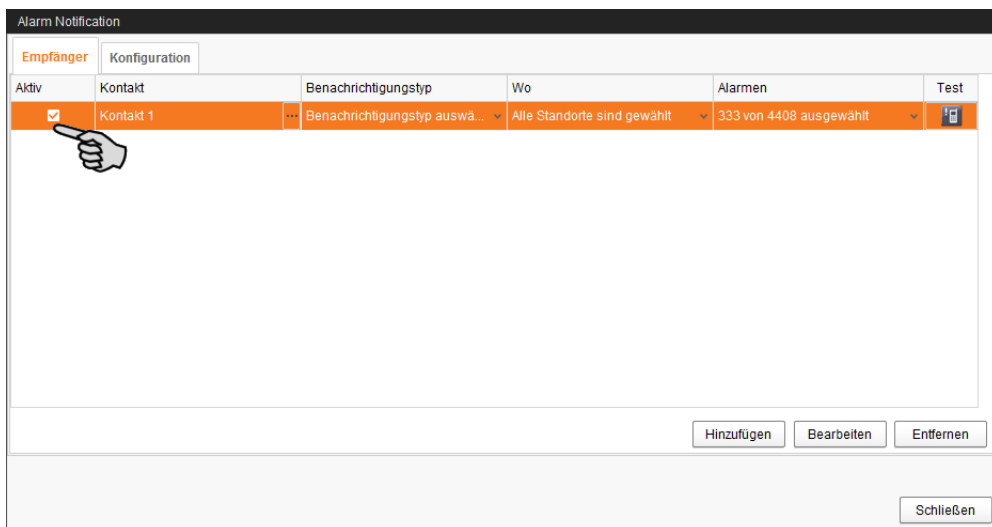 Alarm Notification
Empfänger Konfiguration
Aktiv Kontakt Benachrichtigungstyp Wo Alarmen Test
Kontakt 1 ... Benachrichtigungstyp auswä... Alle Standorte sind gewählt 333 von 4408 ausgewählt
Hinzufügen Bearbeiten Entfernen
Schließen